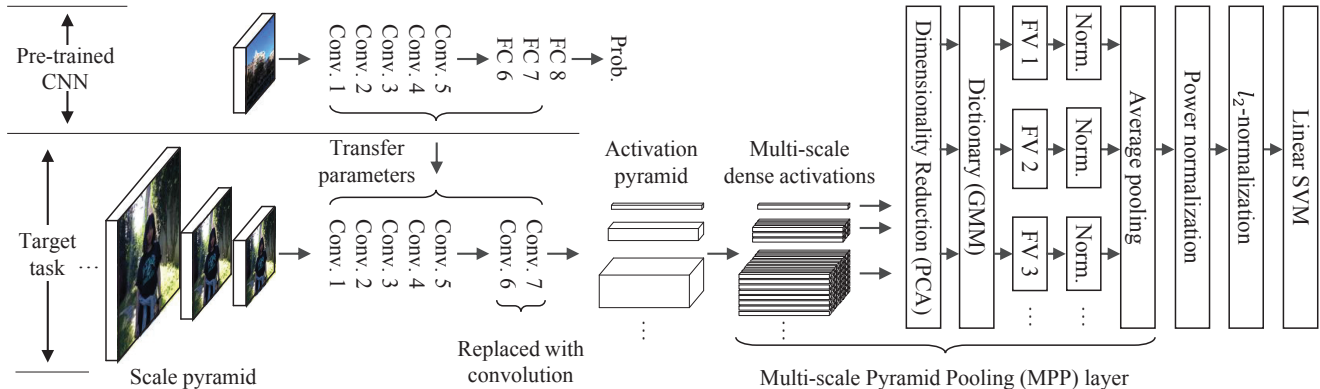 Pre-trained
CNN
Conv. 1
Conv. 2
Conv. 3
Conv. 4
Conv. 5
FC 6
FC 7
FC 8
Prob.
Transfer
parameters
Target
task
...
Scale pyramid
Conv. 1
Conv. 2
Conv. 3
Conv. 4
Conv. 5
Conv. 6
Conv. 7
Replaced with
convolution
Activation
pyramid
...
Multi-scale
dense activations
...
Dimensionality Reduction (PCA)
Dictionary (GMM)
FV 1
Norm.
FV 2
Norm.
FV 3
Norm.
...
...
Average pooling
Power normalization
l₂-normalization
Linear SVM
Multi-scale Pyramid Pooling (MPP) layer